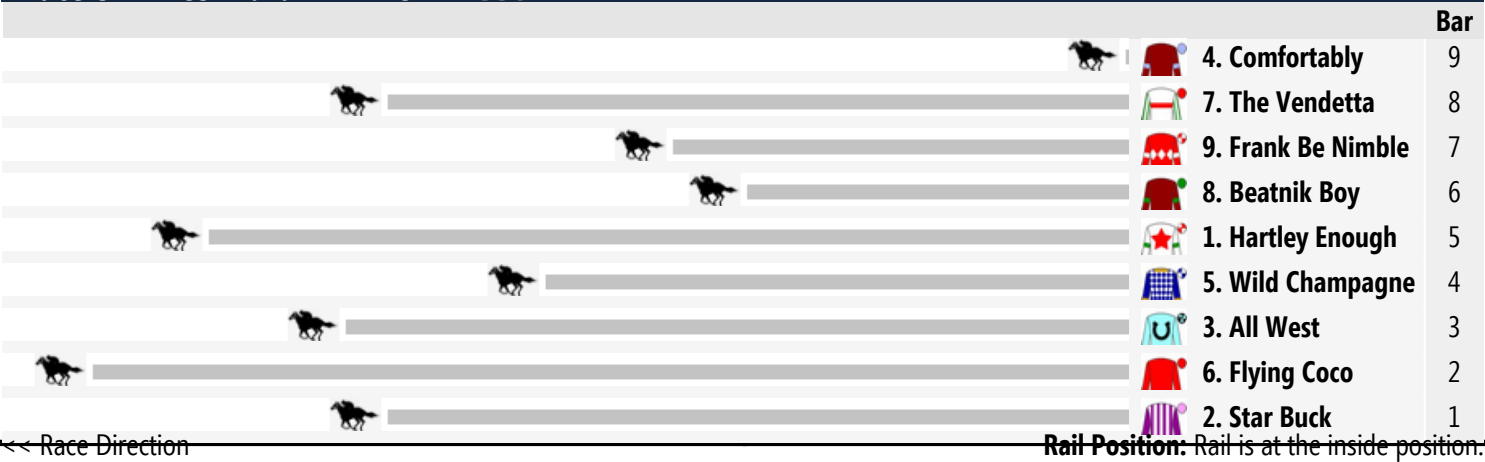 Bar
4. Comfortably 9
7. The Vendetta 8
9. Frank Be Nimble 7
8. Beatnik Boy 6
1. Hartley Enough 5
5. Wild Champagne 4
3. All West 3
6. Flying Coco 2
2. Star Buck 1
<< Race Direction Rail Position: Rail is at the inside position.